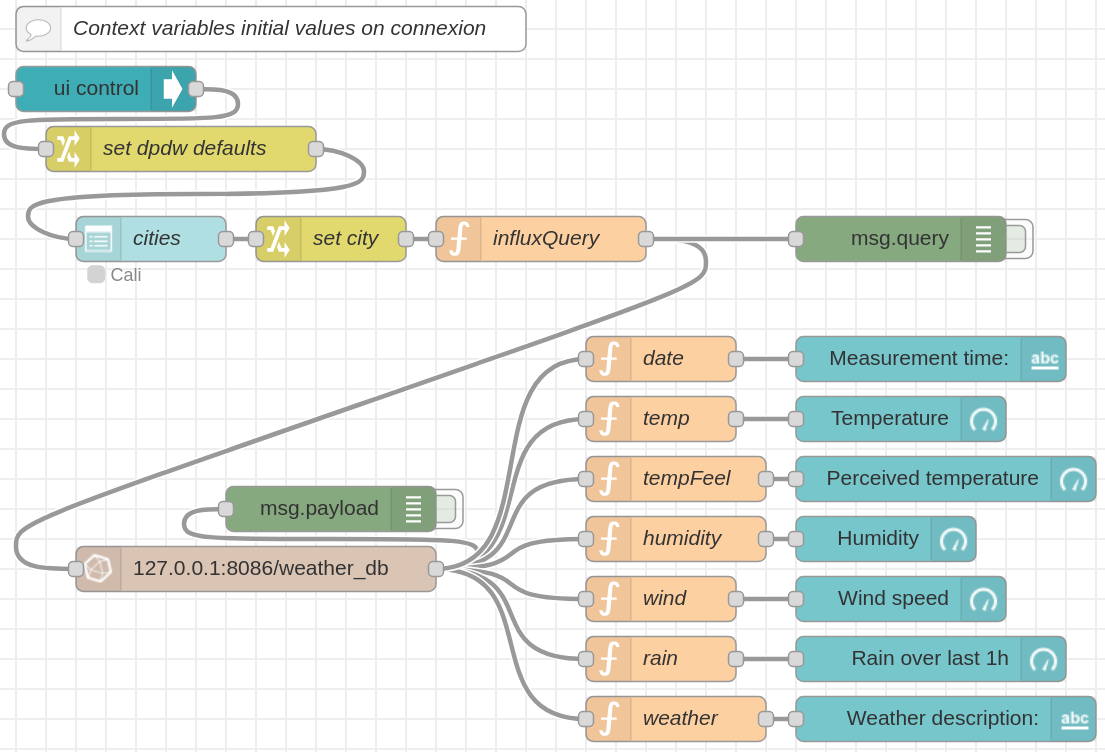 Context variables initial values on connexion
ui control
set dpdw defaults
cities
set city
influxQuery
msg.query
Cali
date
Measurement time:
abc
temp
Temperature
tempFeel
Perceived temperature
msg.payload
humidity
Humidity
127.0.0.1:8086/weather_db
wind
Wind speed
rain
Rain over last 1h
weather
Weather description:
abc